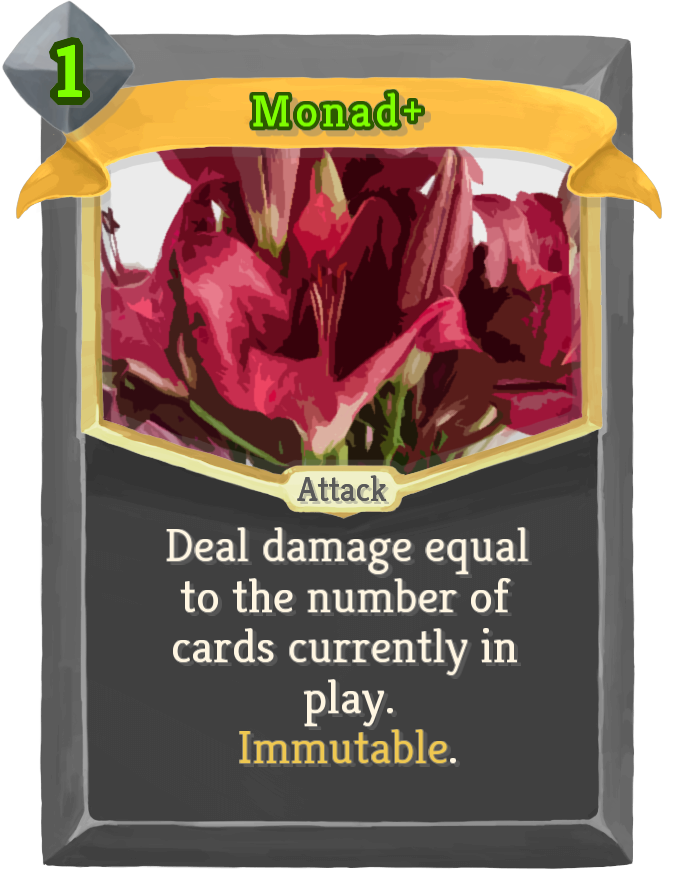 1
Monad+
Attack
Deal damage equal
to the number of
cards currently in
play.
Immutable.